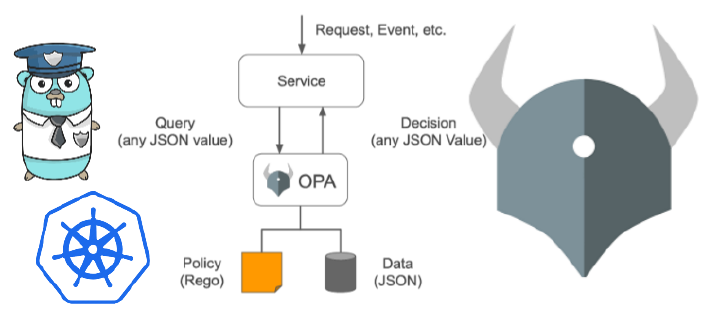 Request, Event, etc.
Service
Query
(any JSON value)
Decision
(any JSON Value)
OPA
Policy
(Rego)
Data
(JSON)